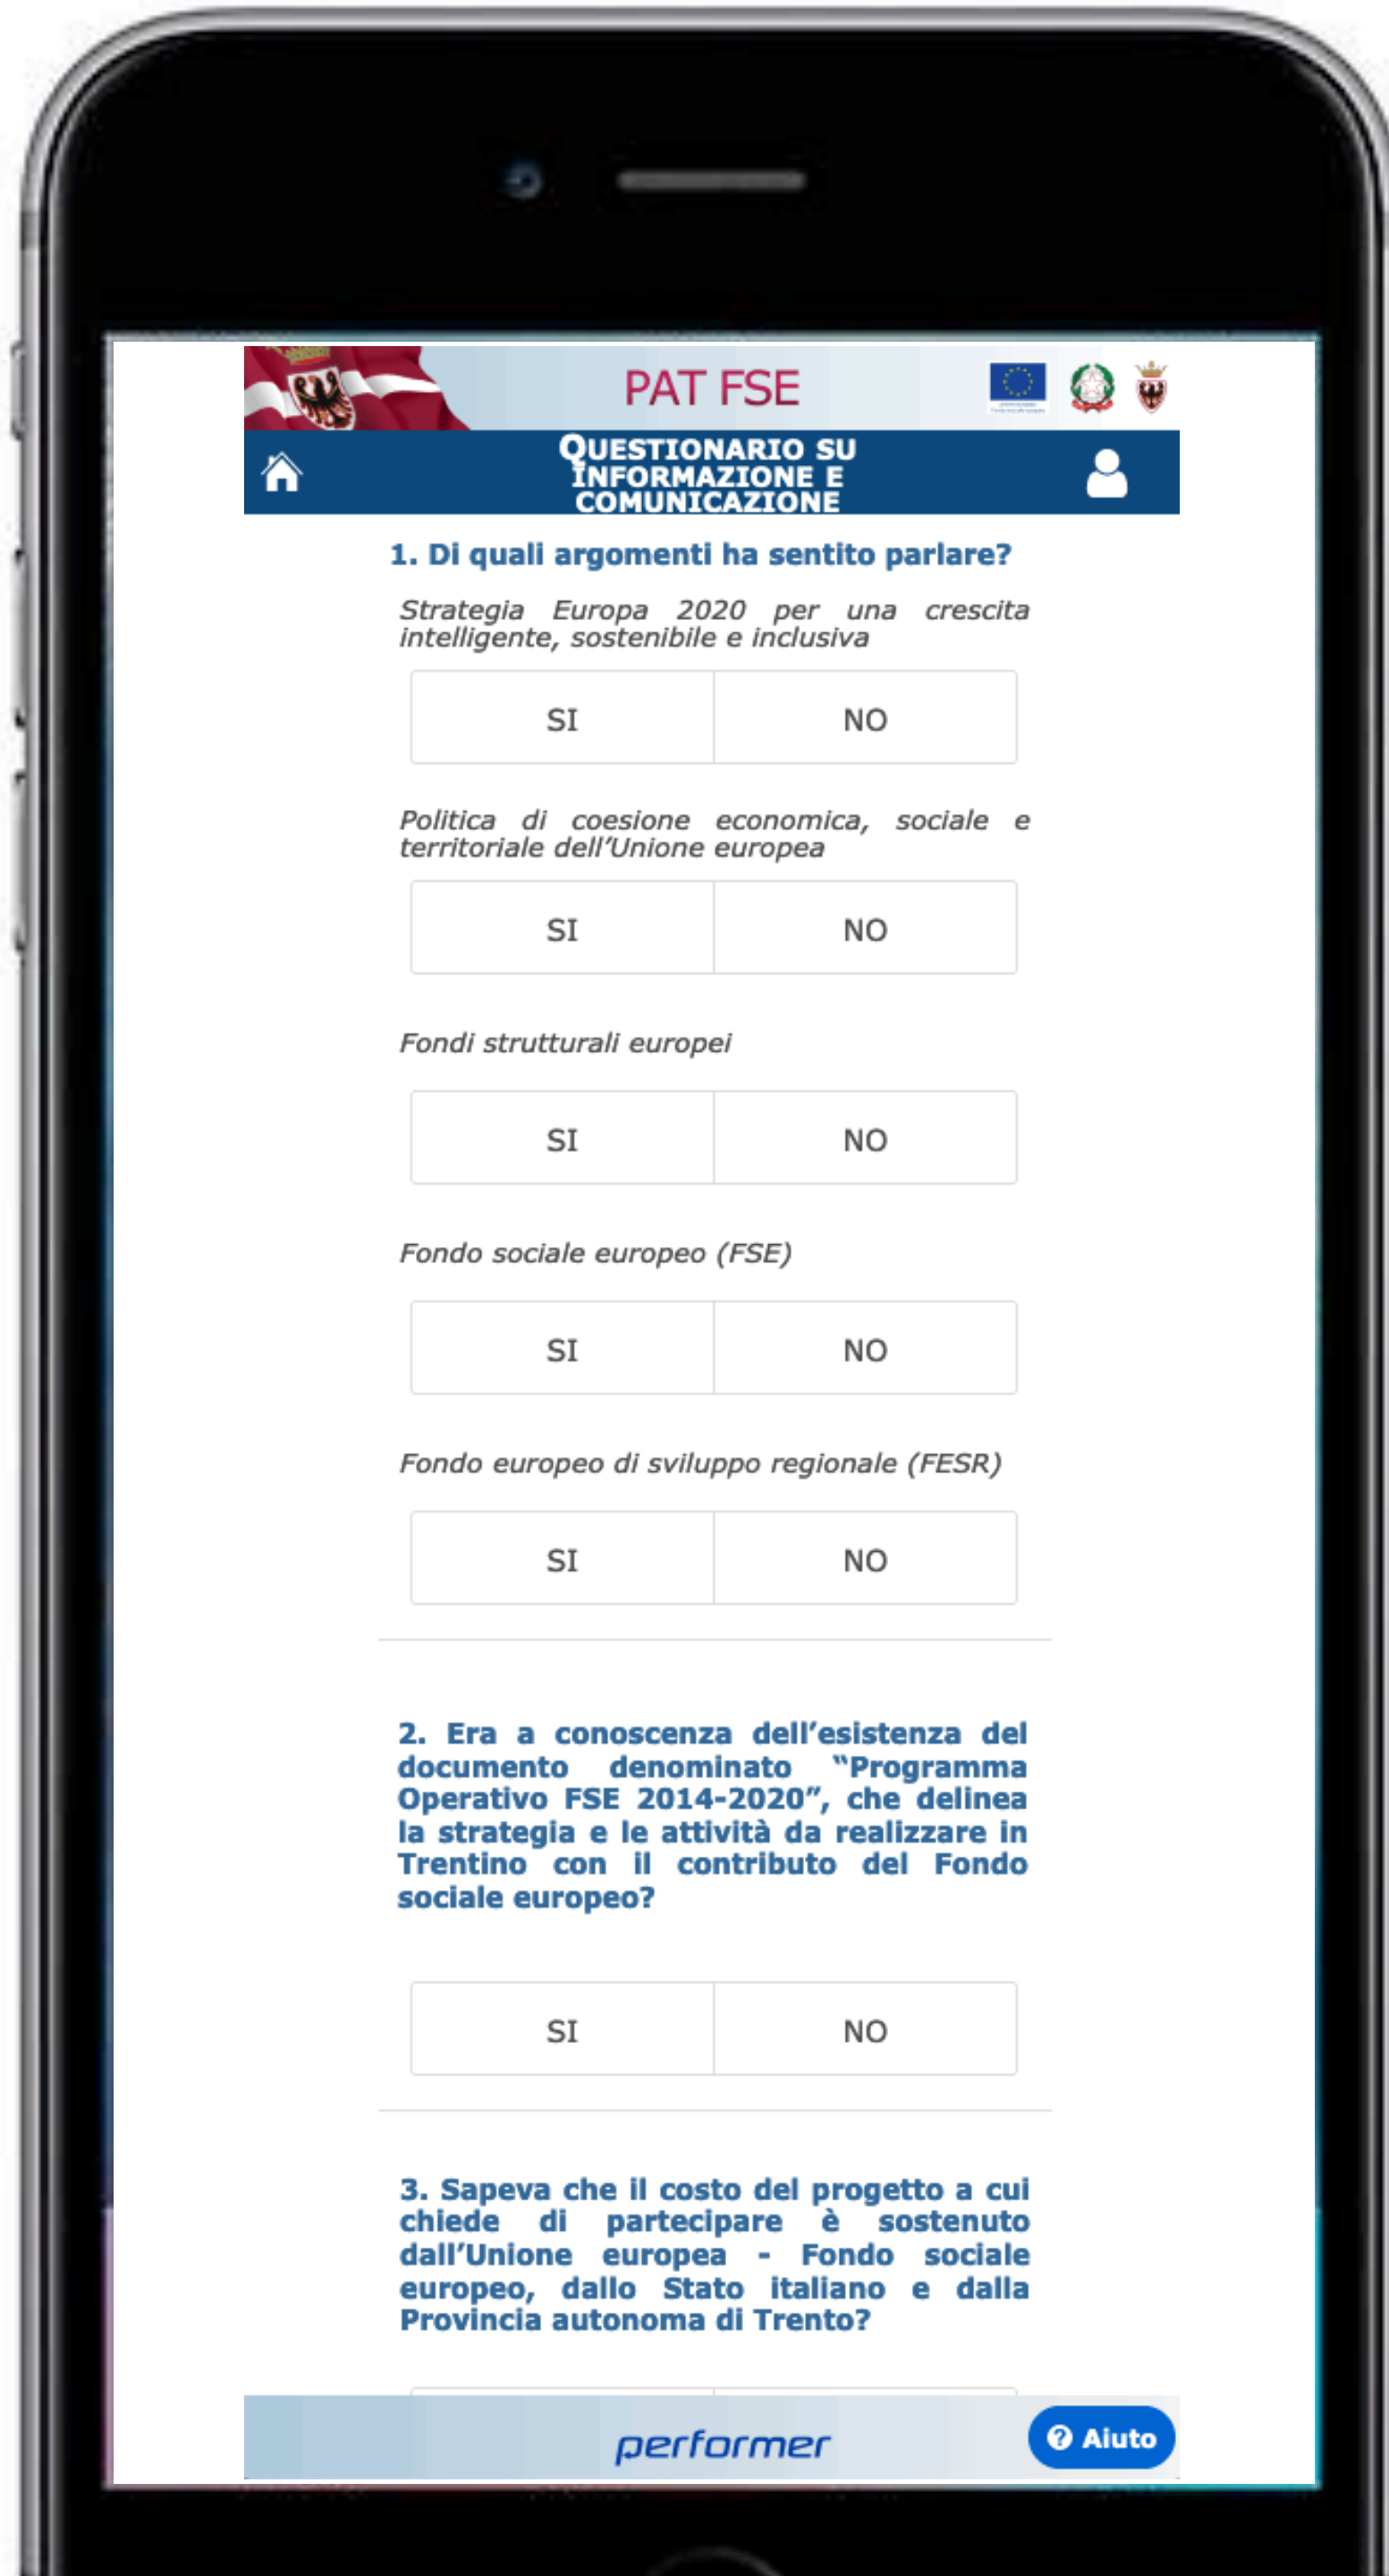 PAT FSE
QUESTIONARIO SU
INFORMAZIONE E
COMUNICAZIONE
1. Di quali argomenti ha sentito parlare?
Strategia Europa 2020 per una crescita
intelligente, sostenibile e inclusiva
SI NO
Politica di coesione economica, sociale e
territoriale dell'Unione europea
SI NO
Fondi strutturali europei
SI NO
Fondo sociale europeo (FSE)
SI NO
Fondo europeo di sviluppo regionale (FESR)
SI NO
2. Era a conoscenza dell'esistenza del
documento denominato “Programma
Operativo FSE 2014-2020”, che delinea
la strategia e le attività da realizzare in
Trentino con il contributo del Fondo
sociale europeo?
SI NO
3. Sapeva che il costo del progetto a cui
chiede di partecipare è sostenuto
dall'Unione europea - Fondo sociale
europeo, dallo Stato italiano e dalla
Provincia autonoma di Trento?
performer
? Aiuto